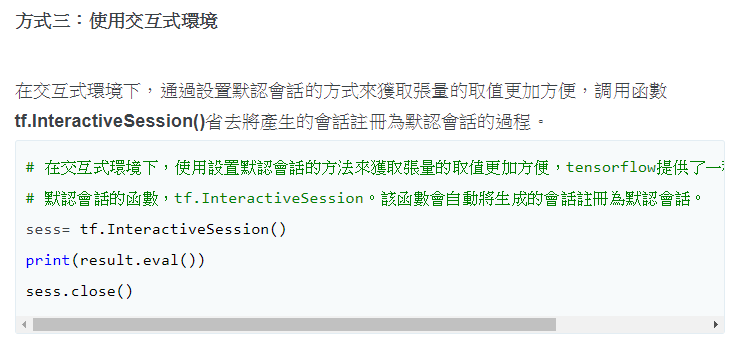 方式三：使用交互式環境
在交互式環境下，通過設置默認會話的方式來獲取張量的取值更加方便，調用函數
tf.InteractiveSession()省去將產生的會話註冊為默認會話的過程。
# 在交互式環境下，使用設置默認會話的方法來獲取張量的取值更加方便，tensorflow提供了一
# 默認會話的函數，tf.InteractiveSession。該函數會自動將生成的會話註冊為默認會話。
sess= tf.InteractiveSession()
print(result.eval())
sess.close()